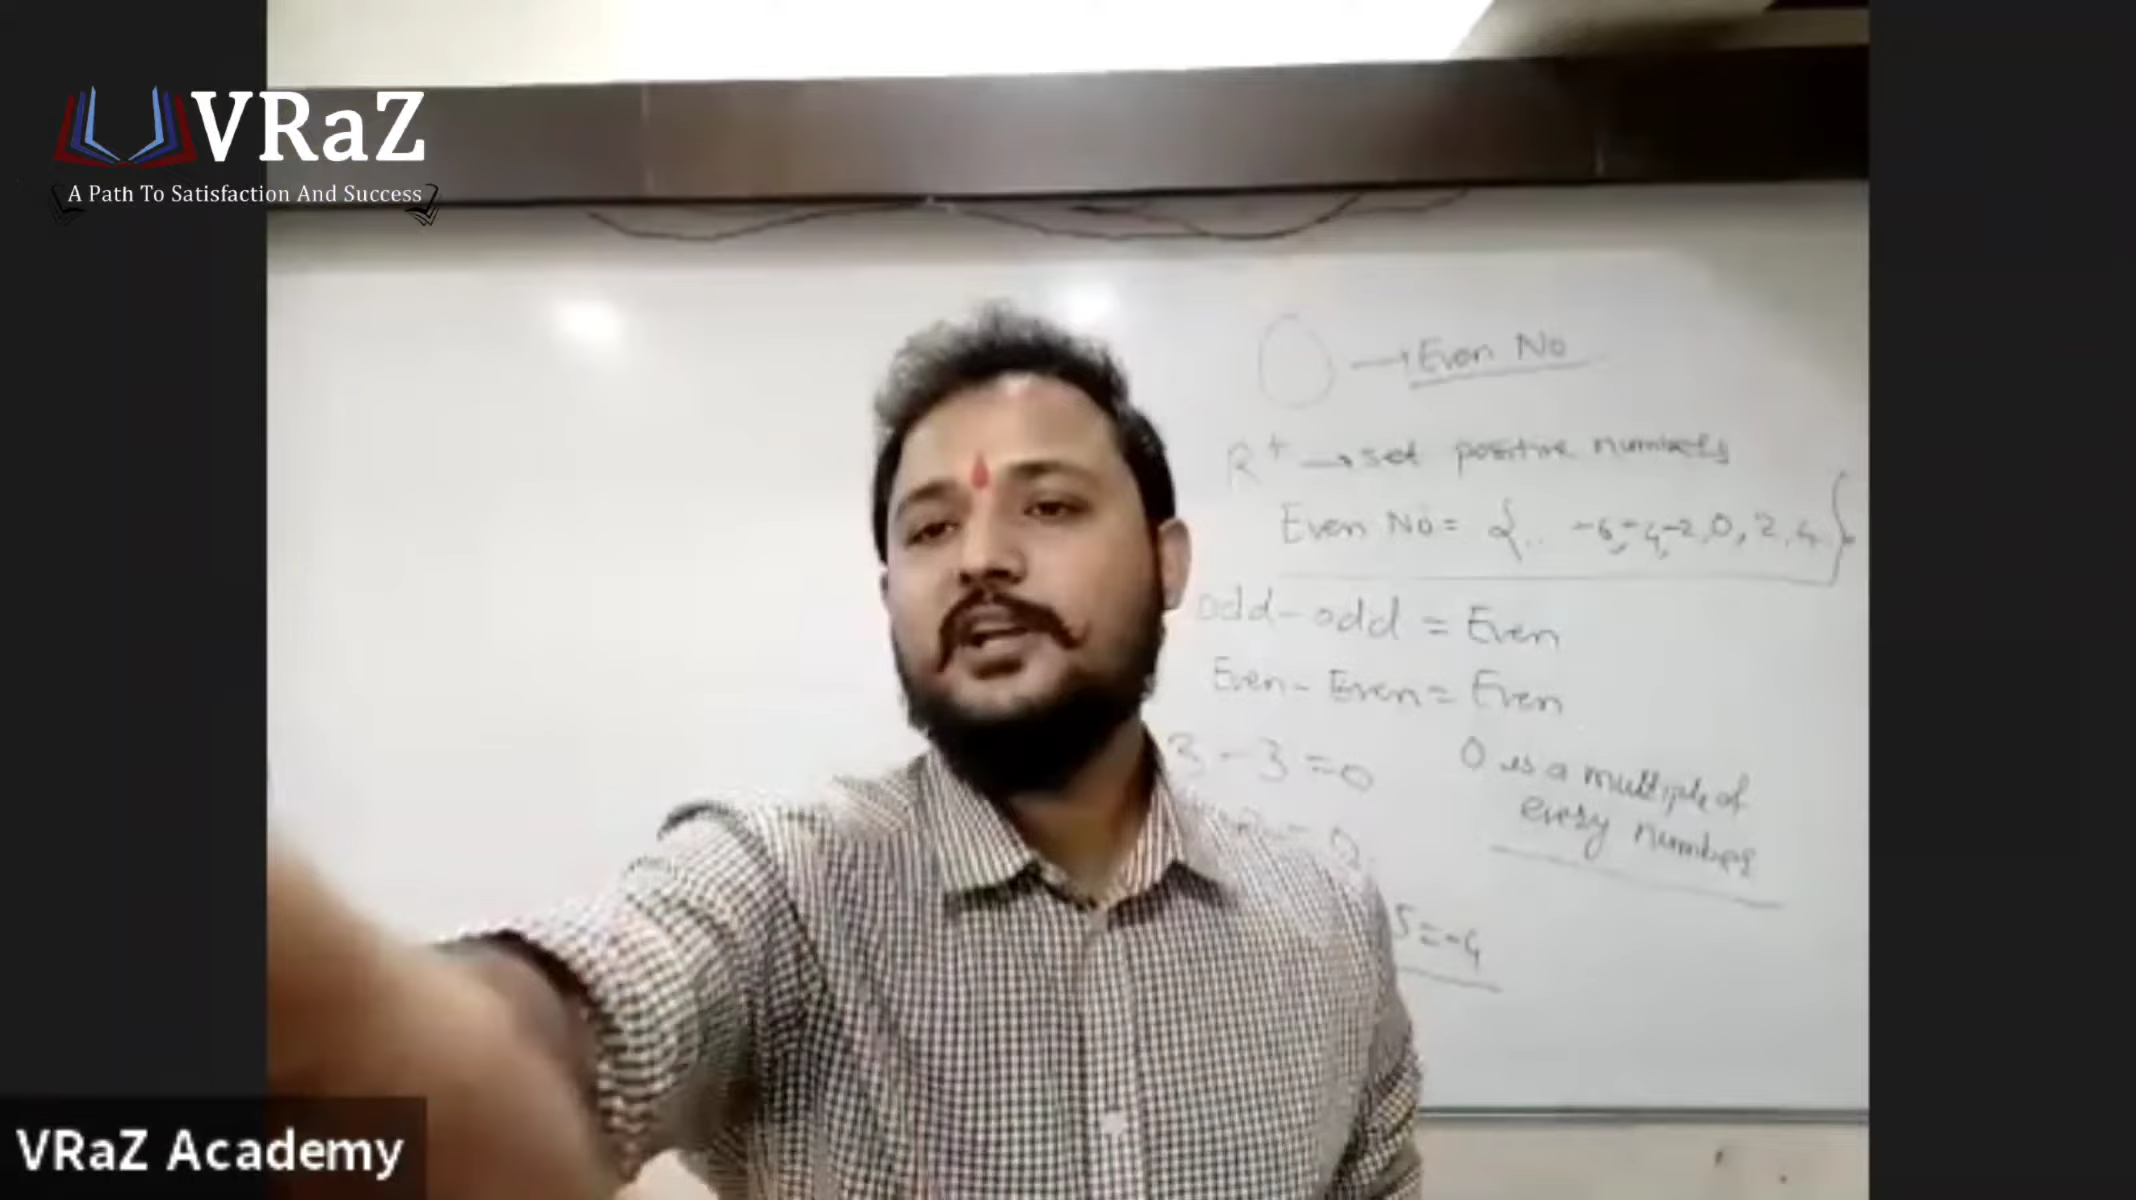 VRaZ
A Path To Satisfaction And Success
0 → Even No
R⁺ → set positive numbers
Even No = {.. -6, -4, -2, 0, 2, 4..}
odd - odd = Even
Even - Even = Even
3 - 3 = 0
0 is a multiple of
every number
5 = -4
VRaZ Academy